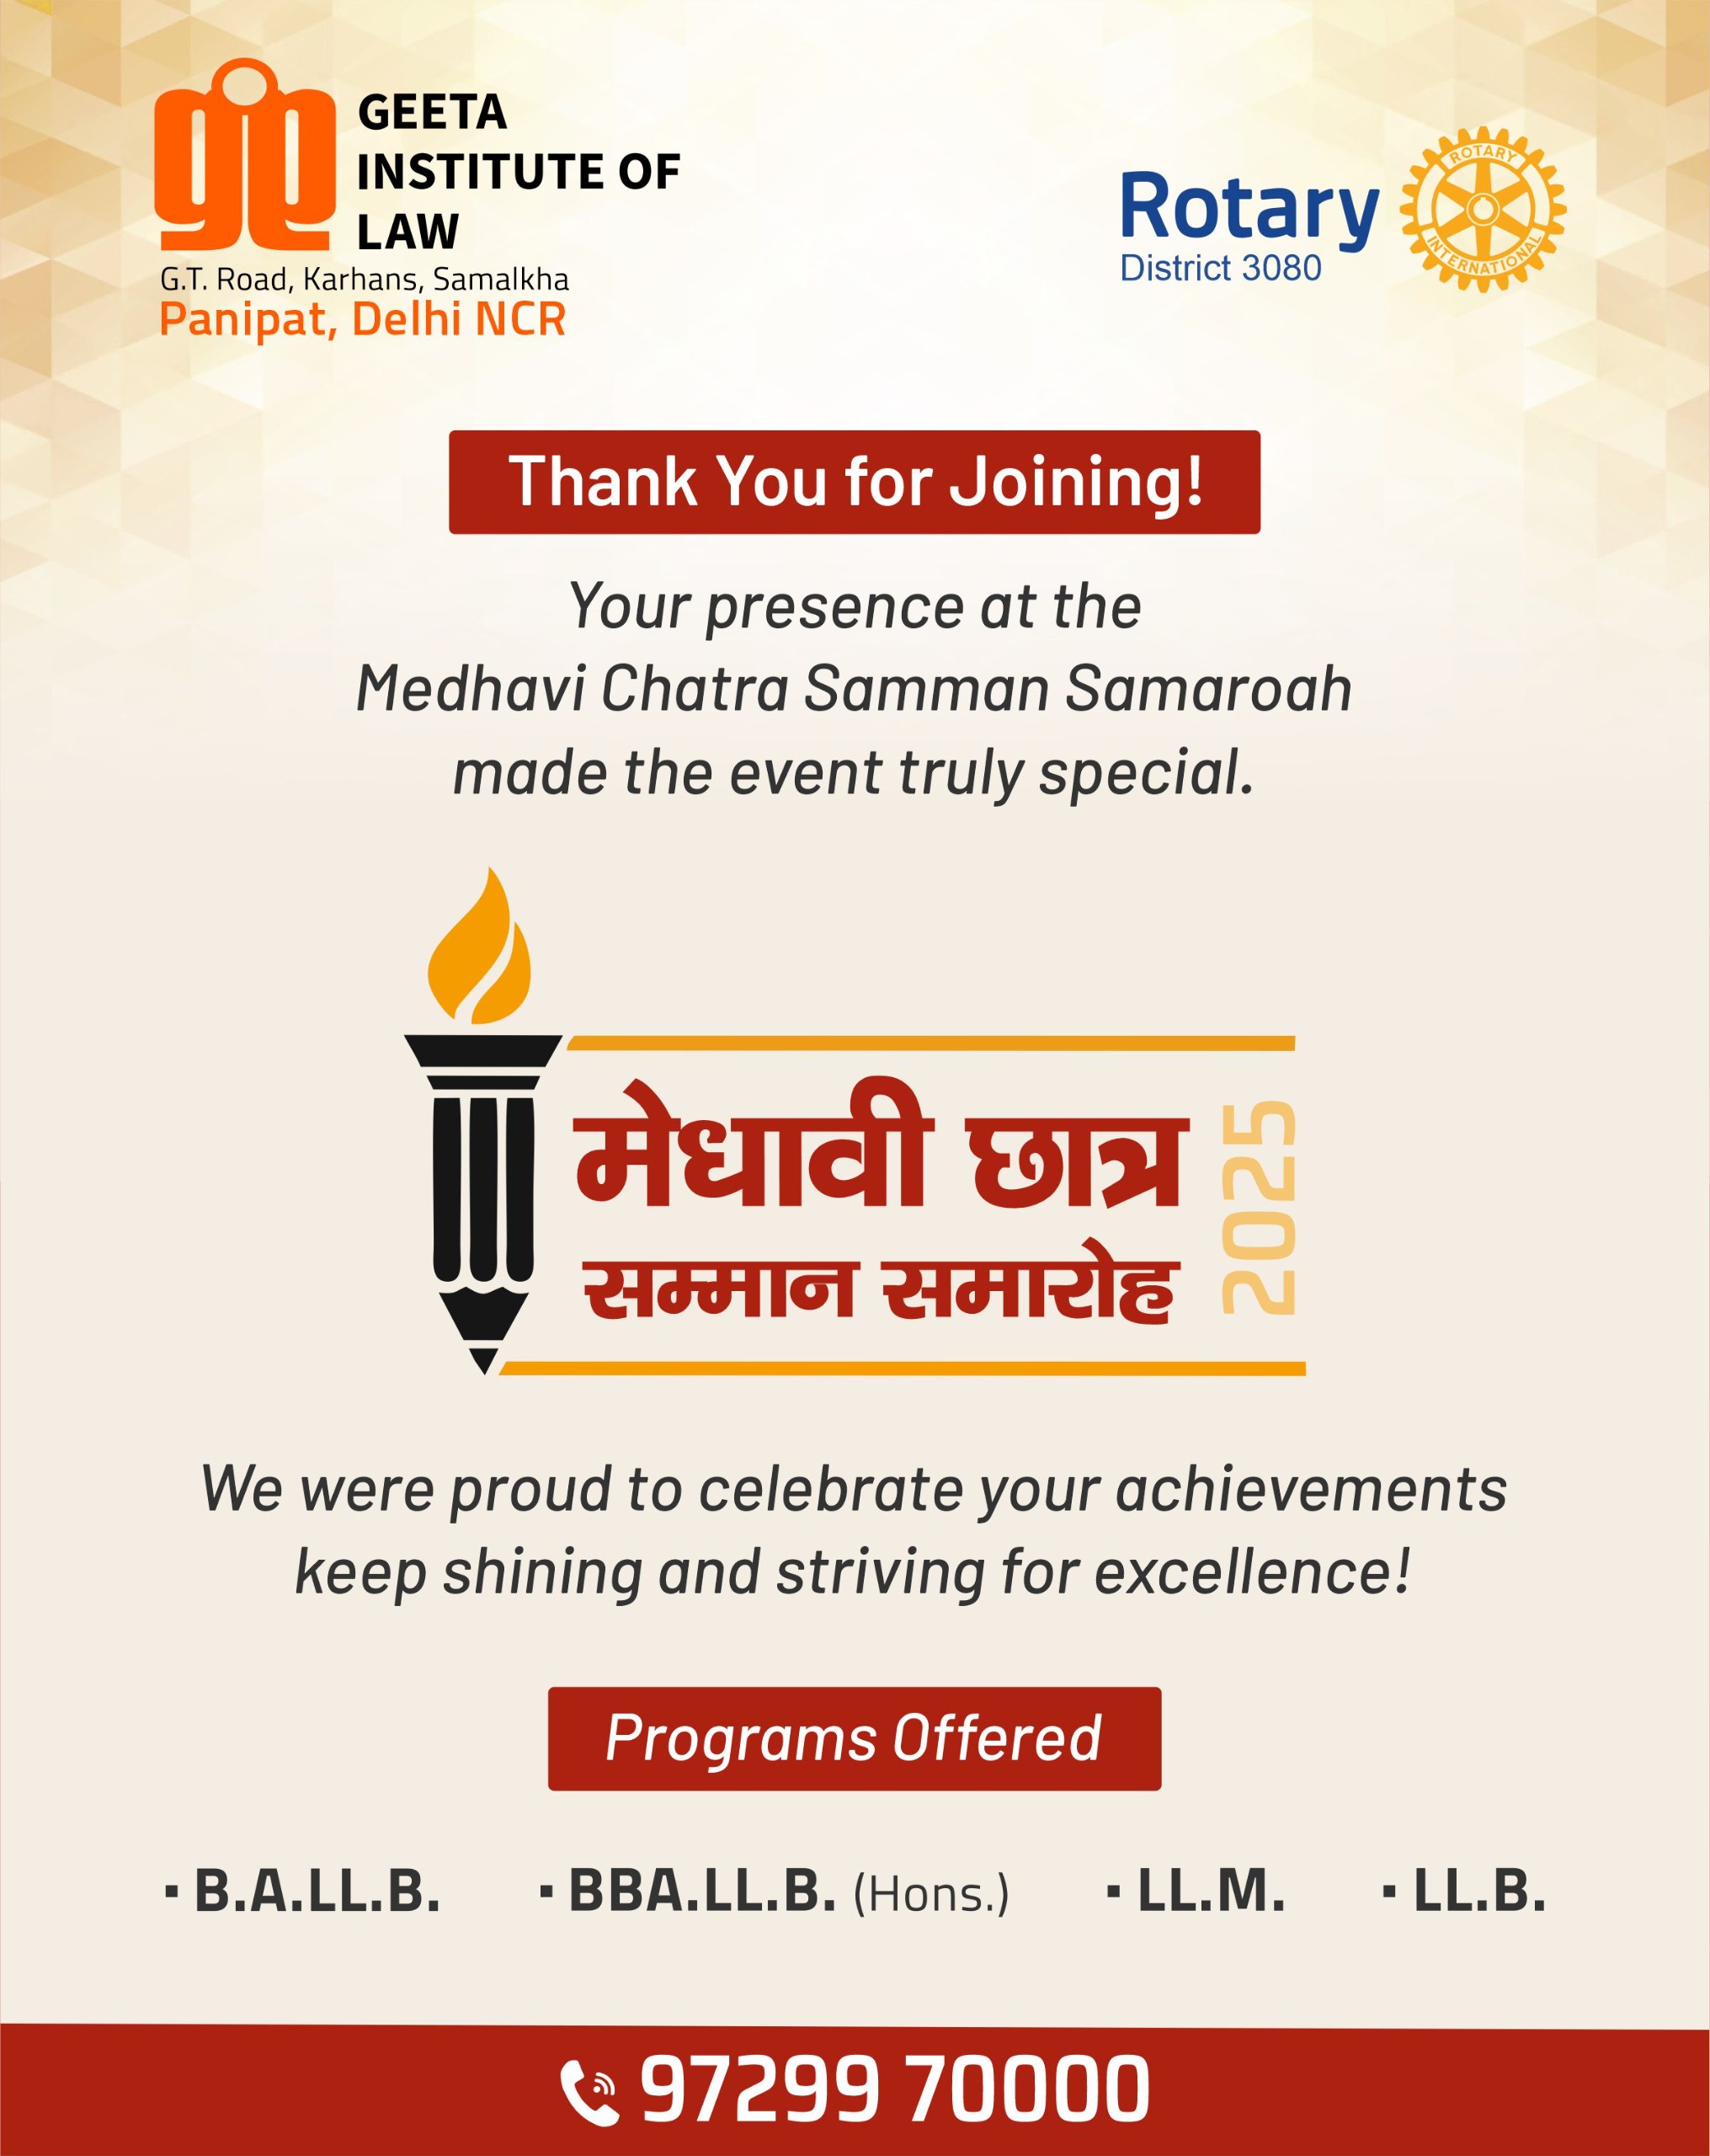 GEETA
INSTITUTE OF
LAW
G.T. Road, Karhans, Samalkha
Panipat, Delhi NCR
Rotary
District 3080
ROTARY
INTERNATIONAL
Thank You for Joining!
Your presence at the
Medhavi Chatra Samman Samaroah
made the event truly special.
मेधावी छात्र
सम्मान समारोह
2025
We were proud to celebrate your achievements
keep shining and striving for excellence!
Programs Offered
▪ B.A.LL.B. ▪ BBA.LL.B. (Hons.) ▪ LL.M. ▪ LL.B.
97299 70000